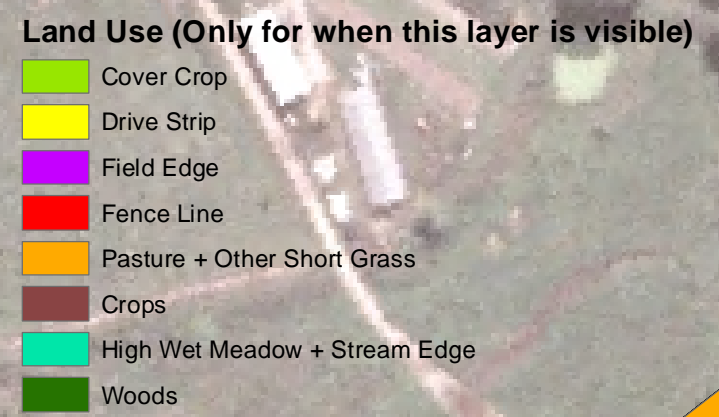 Land Use (Only for when this layer is visible)
Cover Crop
Drive Strip
Field Edge
Fence Line
Pasture + Other Short Grass
Crops
High Wet Meadow + Stream Edge
Woods